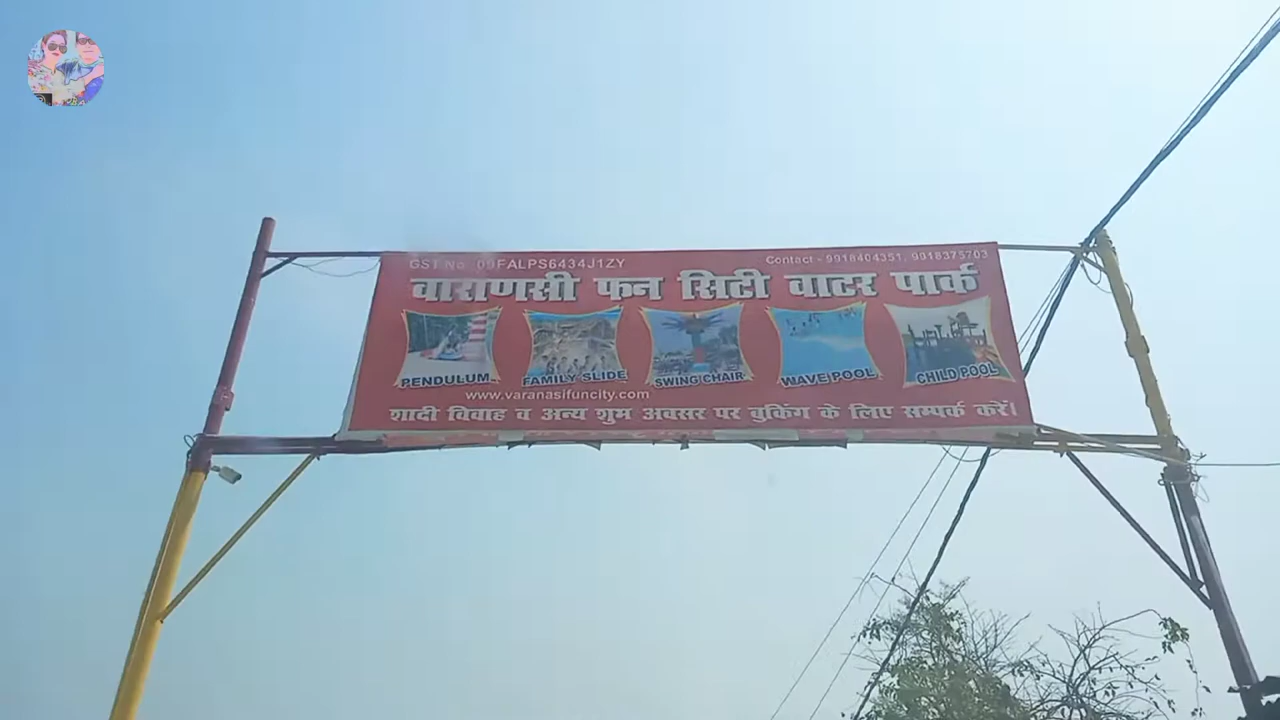 GST No. 09FALPS6434J1ZY Contact - 9918404351, 9918375703
वाराणसी फन सिटी वाटर पार्क
PENDULUM FAMILY SLIDE SWING CHAIR WAVE POOL CHILD POOL
www.varanasifuncity.com
शादी विवाह व अन्य शुभ अवसर पर बुकिंग के लिए सम्पर्क करें।